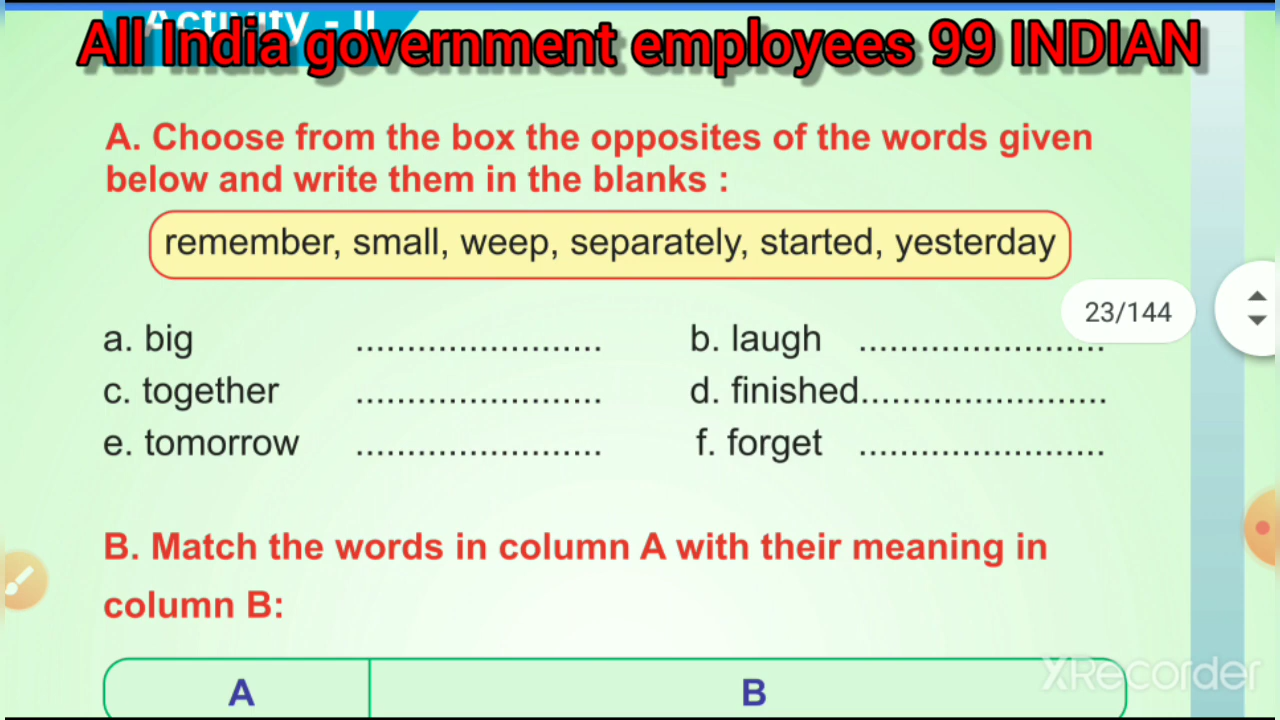 Activity - II
All India government employees 99 INDIAN
A. Choose from the box the opposites of the words given
below and write them in the blanks :
remember, small, weep, separately, started, yesterday
23/144
a. big ........................ b. laugh ........................
c. together ........................ d. finished........................
e. tomorrow ........................ f. forget ........................
B. Match the words in column A with their meaning in
column B:
A B
XRecorder